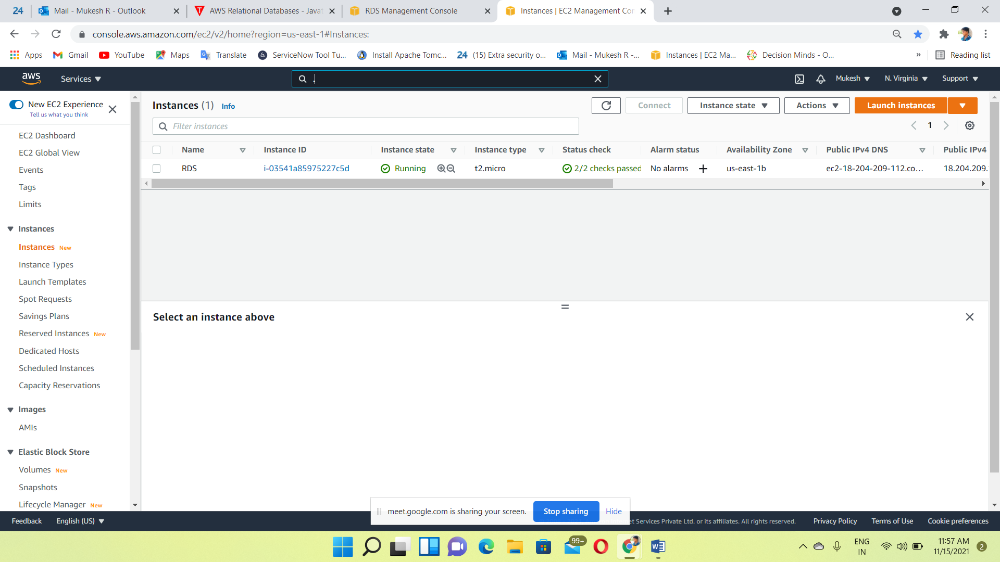 24
Mail - Mukesh R - Outlook
AWS Relational Databases - Javat
RDS Management Console
Instances | EC2 Management Con
console.aws.amazon.com/ec2/v2/home?region=us-east-1#Instances:
Apps
Gmail
YouTube
Maps
Translate
ServiceNow Tool Tu...
Install Apache Tomc...
24 (15) Extra security o...
Mail - Mukesh R -...
Instances | EC2 Ma...
Decision Minds - O...
»
Reading list
aws
Services
.
Mukesh
N. Virginia
Support
New EC2 Experience
Tell us what you think
EC2 Dashboard
EC2 Global View
Events
Tags
Limits
Instances
Instances New
Instance Types
Launch Templates
Spot Requests
Savings Plans
Reserved Instances New
Dedicated Hosts
Scheduled Instances
Capacity Reservations
Images
AMIs
Elastic Block Store
Volumes New
Snapshots
Lifecycle Manager New
Instances (1) Info
Connect
Instance state
Actions
Launch instances
Filter instances
1
Name
Instance ID
Instance state
Instance type
Status check
Alarm status
Availability Zone
Public IPv4 DNS
Public IPv4
RDS
i-03541a85975227c5d
Running
t2.micro
2/2 checks passed
No alarms
us-east-1b
ec2-18-204-209-112.co...
18.204.209.
Select an instance above
meet.google.com is sharing your screen.
Stop sharing
Hide
Feedback
English (US)
et Services Private Ltd. or its affiliates. All rights reserved.
Privacy Policy
Terms of Use
Cookie preferences
99+
ENG
IN
11:57 AM
11/15/2021
2